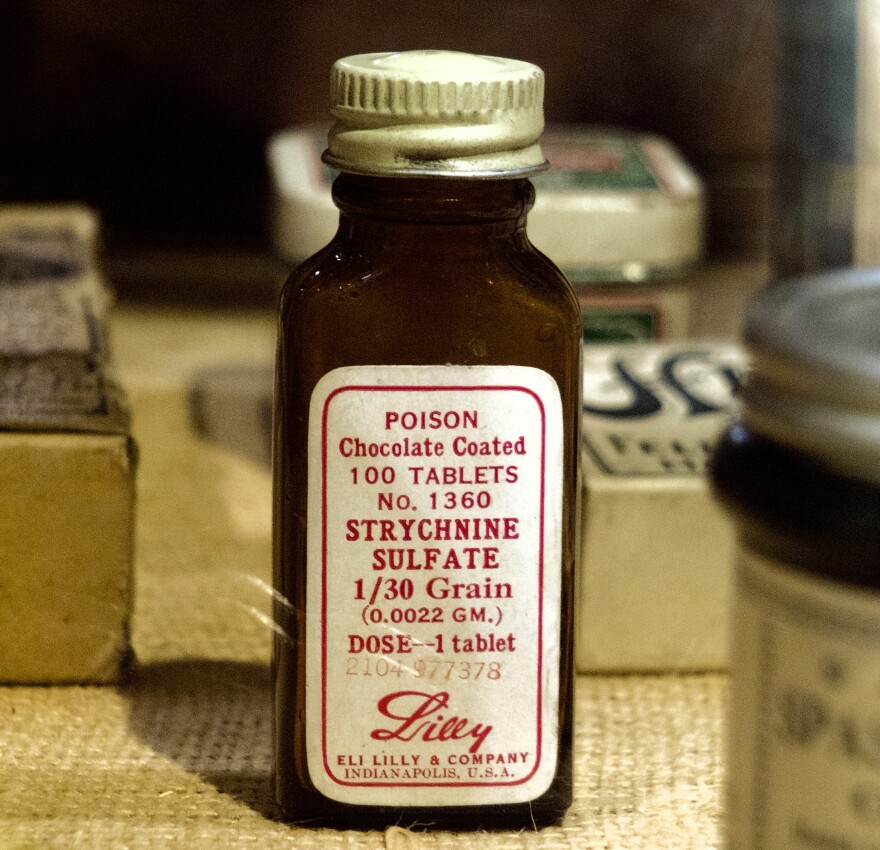 POISON
Chocolate Coated
100 TABLETS
No. 1360
STRYCHNINE
SULFATE
1/30 Grain
(0.0022 GM.)
DOSE—1 tablet
2104 977378
Lilly
ELI LILLY & COMPANY
INDIANAPOLIS, U.S.A.